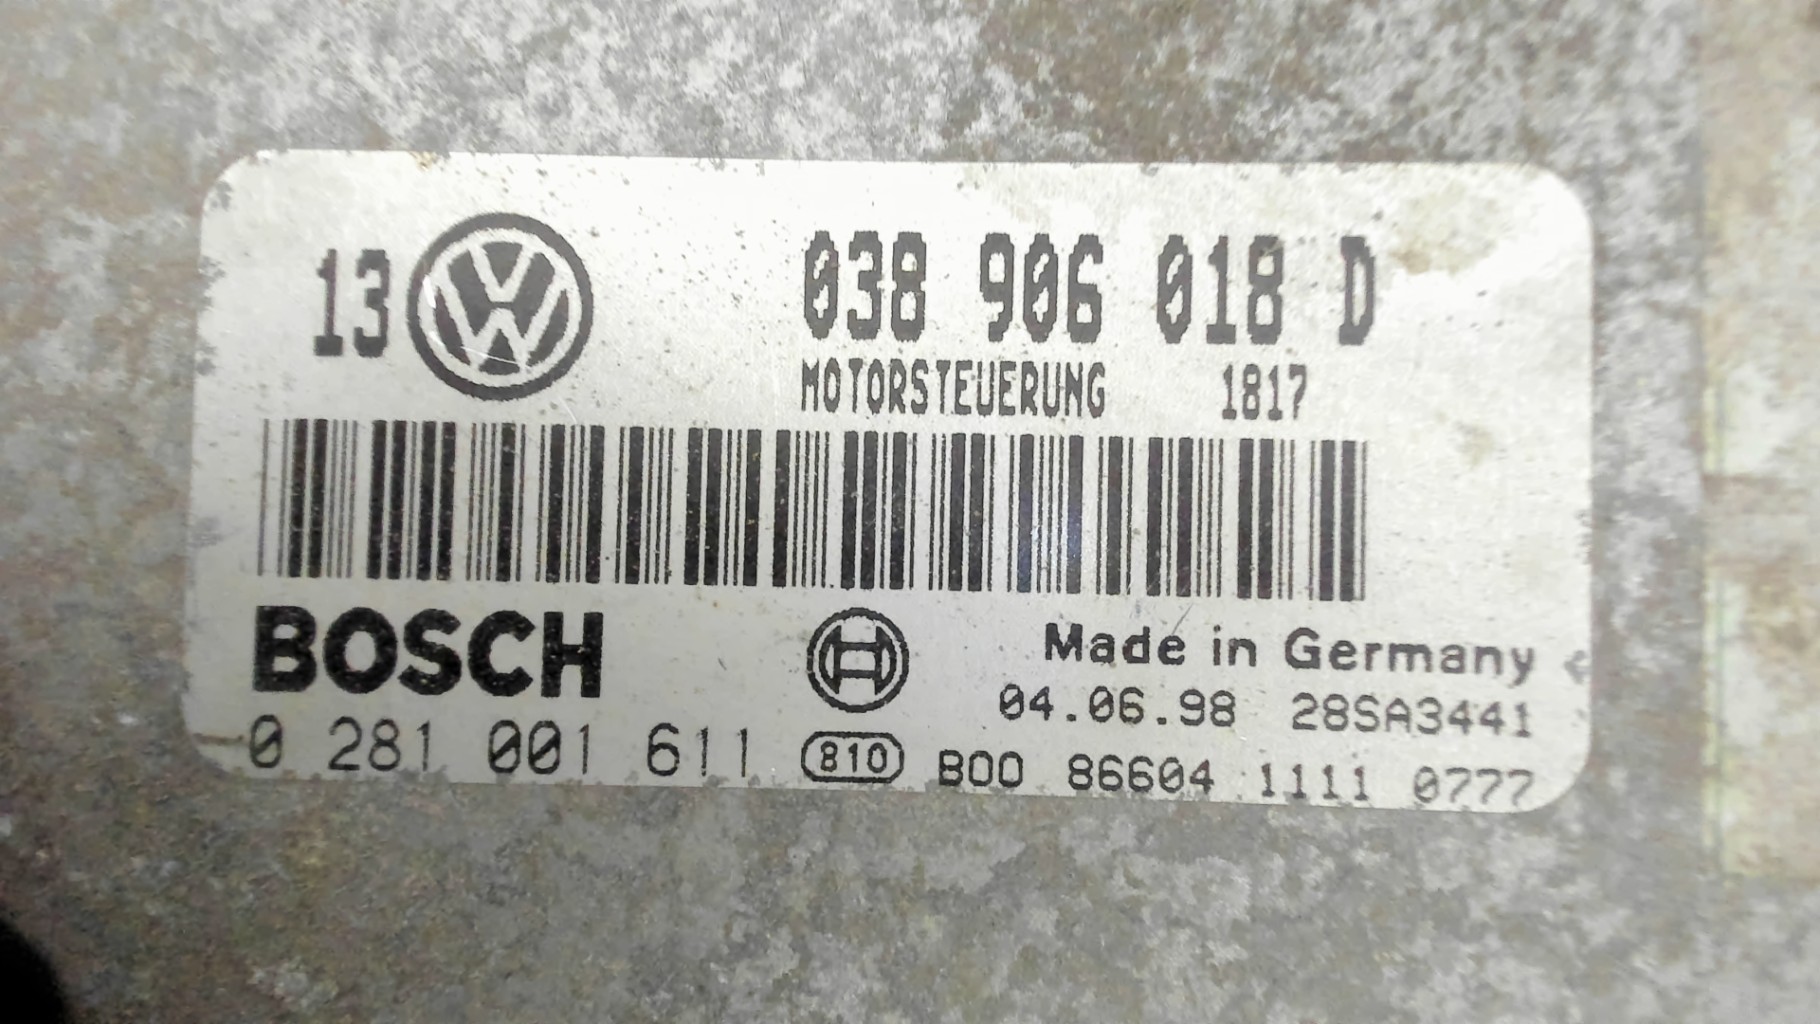 13 038 906 018 D
MOTORSTEUERUNG 1817
BOSCH Made in Germany
04.06.98 28SA3441
0 281 001 611 810 B00 86604 1111 0777